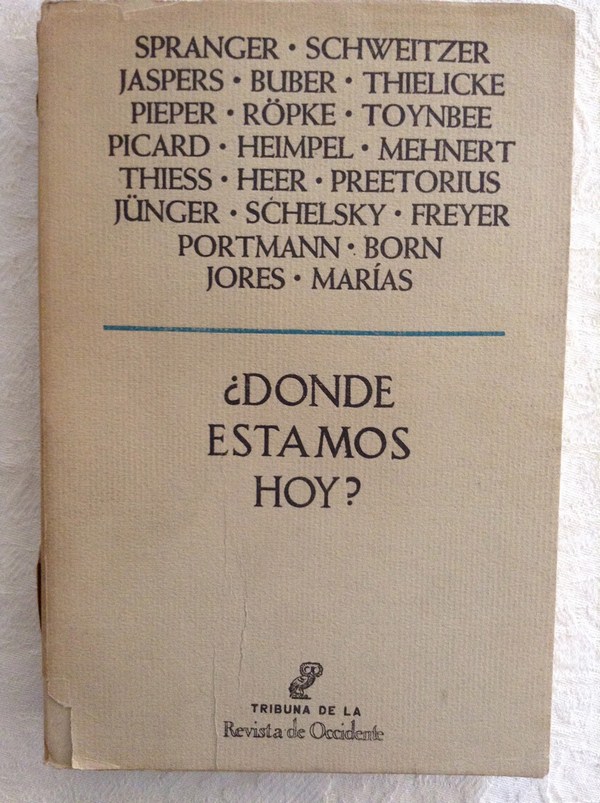 SPRANGER • SCHWEITZER
JASPERS • BUBER • THIELICKE
PIEPER • RÖPKE • TOYNBEE
PICARD • HEIMPEL • MEHNERT
THIESS • HEER • PREETORIUS
JÜNGER • SCHELSKY • FREYER
PORTMANN • BORN
JORES • MARÍAS
¿DONDE
ESTAMOS
HOY?
TRIBUNA DE LA
Revista de Occidente